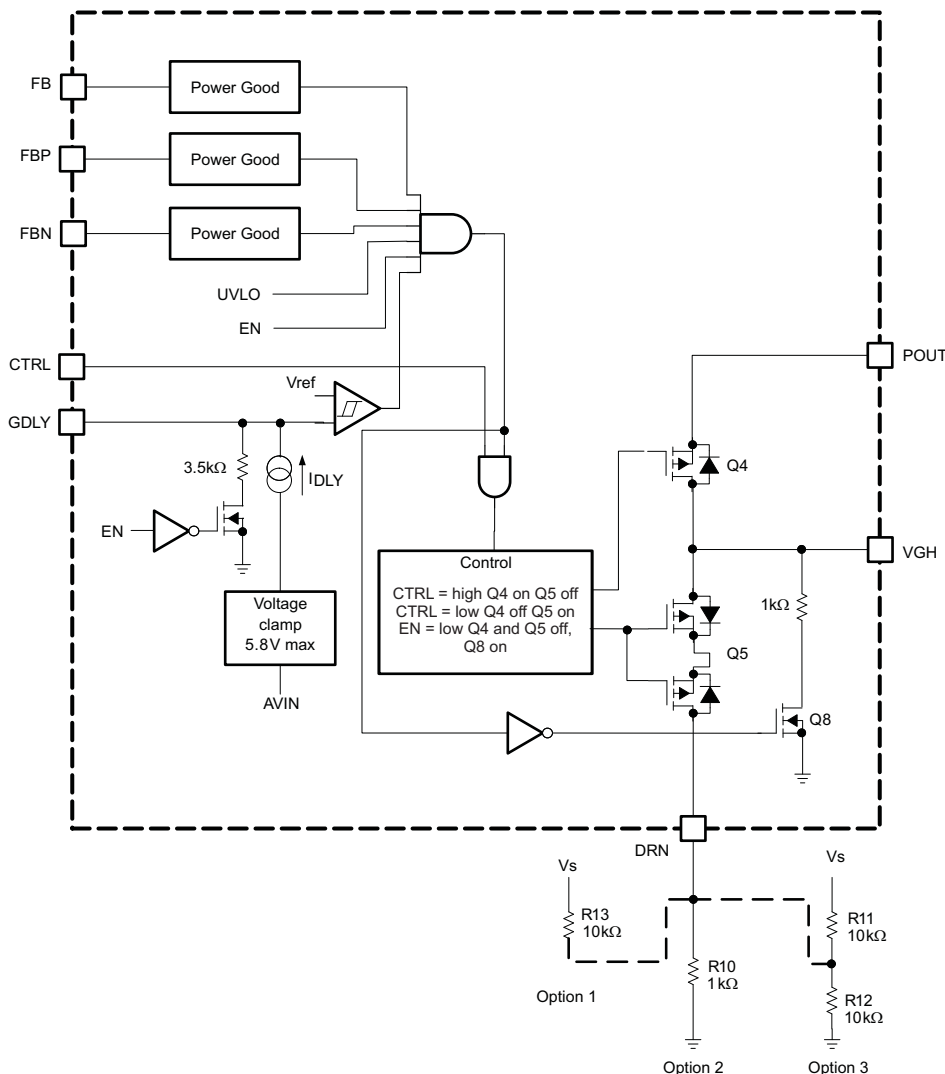 FB
Power Good
FBP
Power Good
FBN
Power Good
UVLO
EN
CTRL
POUT
Vref
GDLY
3.5kΩ
IDLY
Q4
EN
VGH
Control
CTRL = high Q4 on Q5 off
CTRL = low Q4 off Q5 on
EN = low Q4 and Q5 off,
Q8 on
1kΩ
Voltage
clamp
5.8V max
Q5
AVIN
Q8
DRN
Vs
Vs
R13
10kΩ
R11
10kΩ
R10
1kΩ
Option 1
R12
10kΩ
Option 2
Option 3